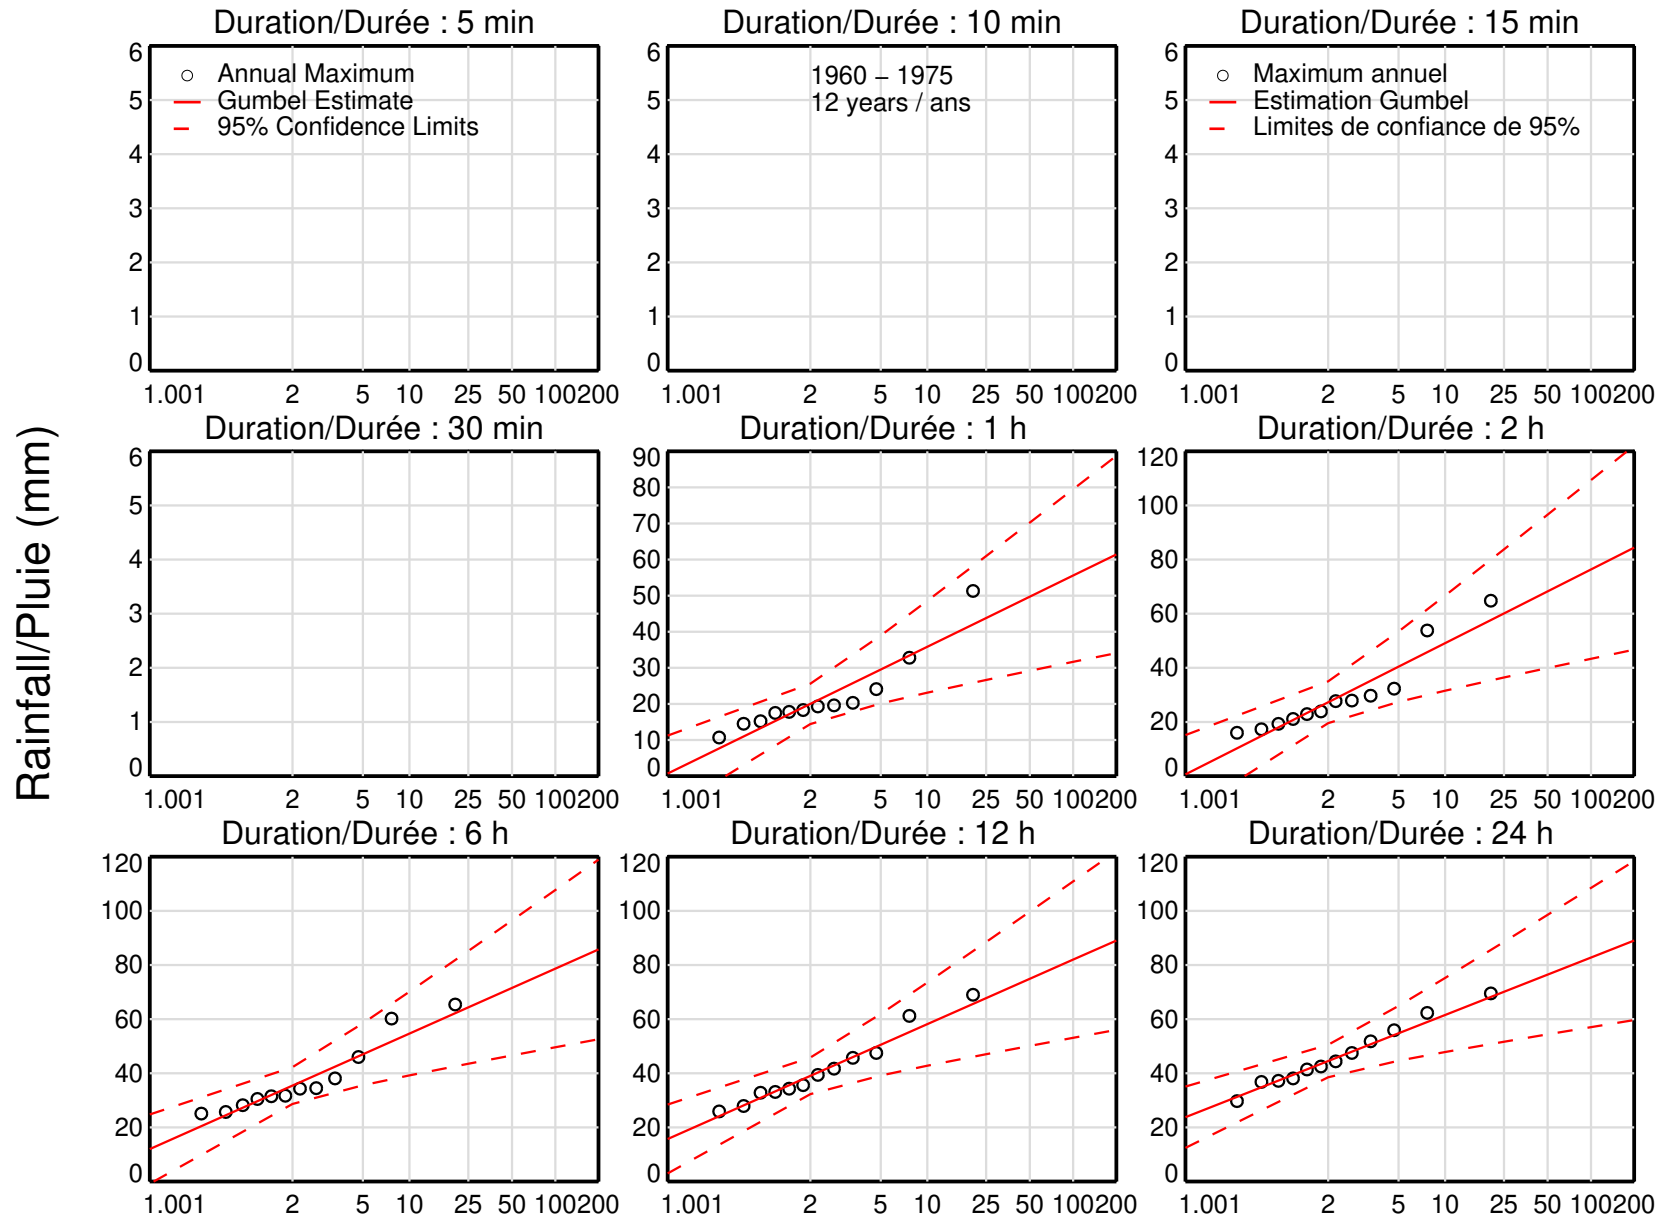 Rainfall/Pluie (mm)
Duration/Durée : 5 min
6
5
4
3
2
1
0
○ Annual Maximum
Gumbel Estimate
95% Confidence Limits
1.001 2 5 10 25 50 100200
Duration/Durée : 10 min
6
5
4
3
2
1
0
1960 – 1975
12 years / ans
1.001 2 5 10 25 50 100200
Duration/Durée : 15 min
6
5
4
3
2
1
0
○ Maximum annuel
Estimation Gumbel
Limites de confiance de 95%
1.001 2 5 10 25 50 100200
Duration/Durée : 30 min
6
5
4
3
2
1
0
1.001 2 5 10 25 50 100200
Duration/Durée : 1 h
90
80
70
60
50
40
30
20
10
0
1.001 2 5 10 25 50 100200
Duration/Durée : 2 h
120
100
80
60
40
20
0
1.001 2 5 10 25 50 100200
Duration/Durée : 6 h
120
100
80
60
40
20
0
1.001 2 5 10 25 50 100200
Duration/Durée : 12 h
120
100
80
60
40
20
0
1.001 2 5 10 25 50 100200
Duration/Durée : 24 h
120
100
80
60
40
20
0
1.001 2 5 10 25 50 100200